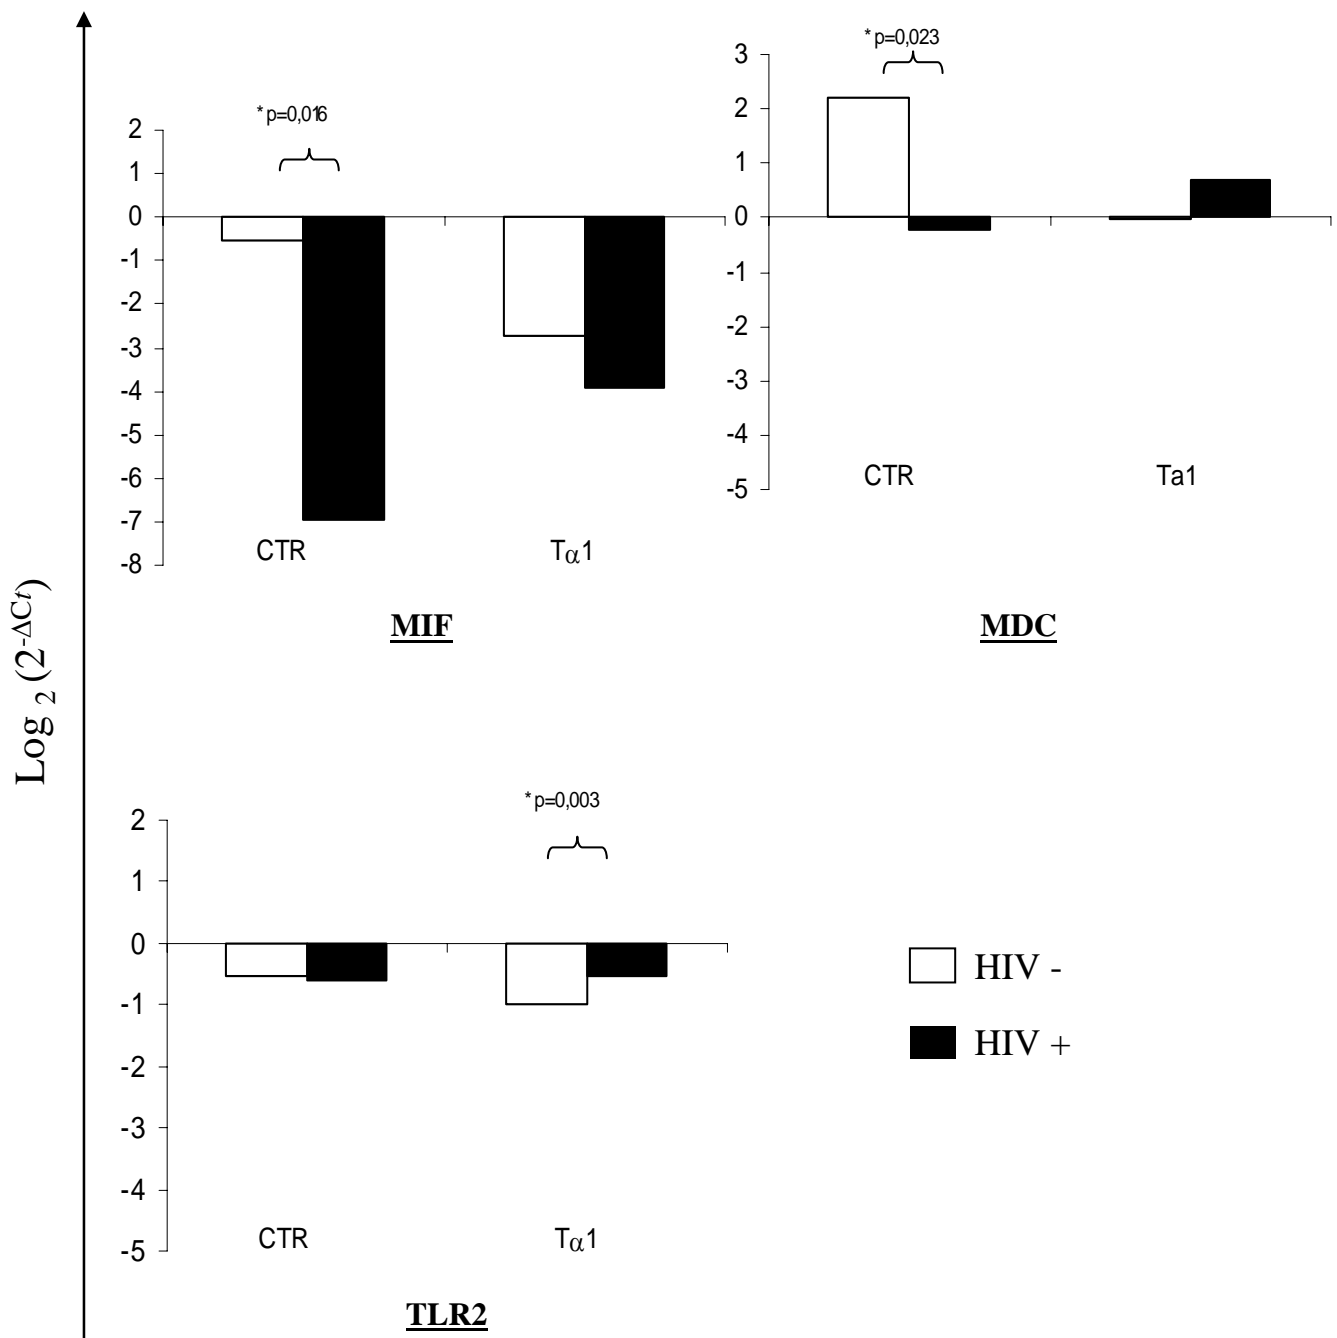 Log 2 (2-ΔCt)
* p=0,016
2
1
0
-1
-2
-3
-4
-5
-6
-7
-8
CTR Tα1
MIF
* p=0,023
3
2
1
0
-1
-2
-3
-4
-5
CTR Ta1
MDC
* p=0,003
2
1
0
-1
-2
-3
-4
-5
CTR Tα1
TLR2
HIV -
HIV +